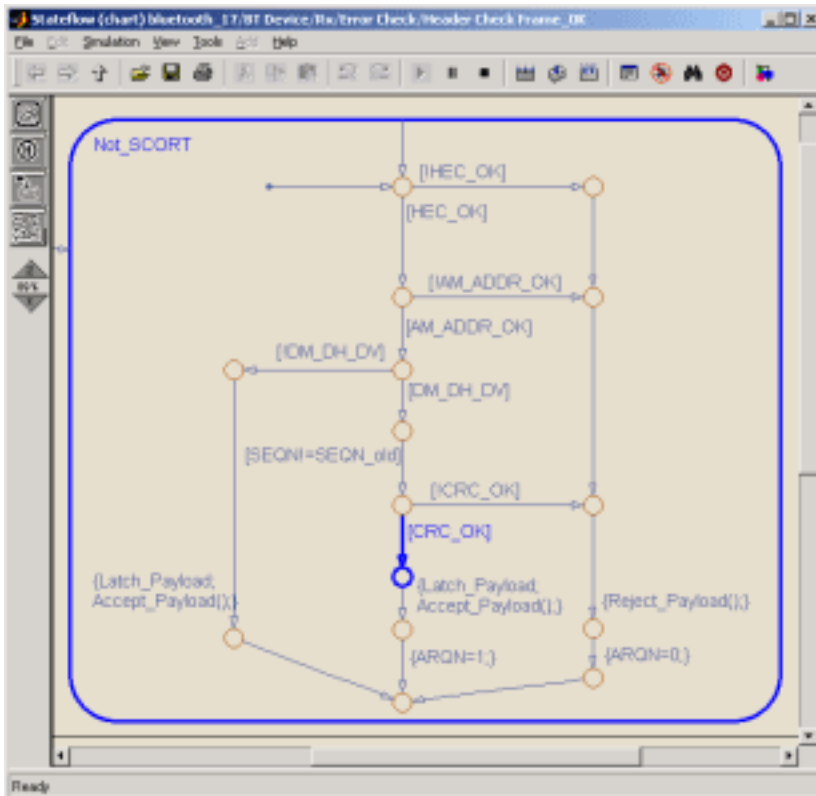 Stateflow (chart) bluetooth_17/BT Device/Rx/Error Check/Header Check Frame_OK
File Edit Simulation View Tools Add Help
Not_SCORT
[!HEC_OK]
[HEC_OK]
[!AM_ADDR_OK]
[AM_ADDR_OK]
[!DM_DH_DV]
[DM_DH_DV]
[SEQN!=SEQN_old]
[!CRC_OK]
[CRC_OK]
{Latch_Payload;
Accept_Payload();}
{Latch_Payload;
Accept_Payload();}
{Reject_Payload();}
{ARQN=1;}
{ARQN=0;}
Ready